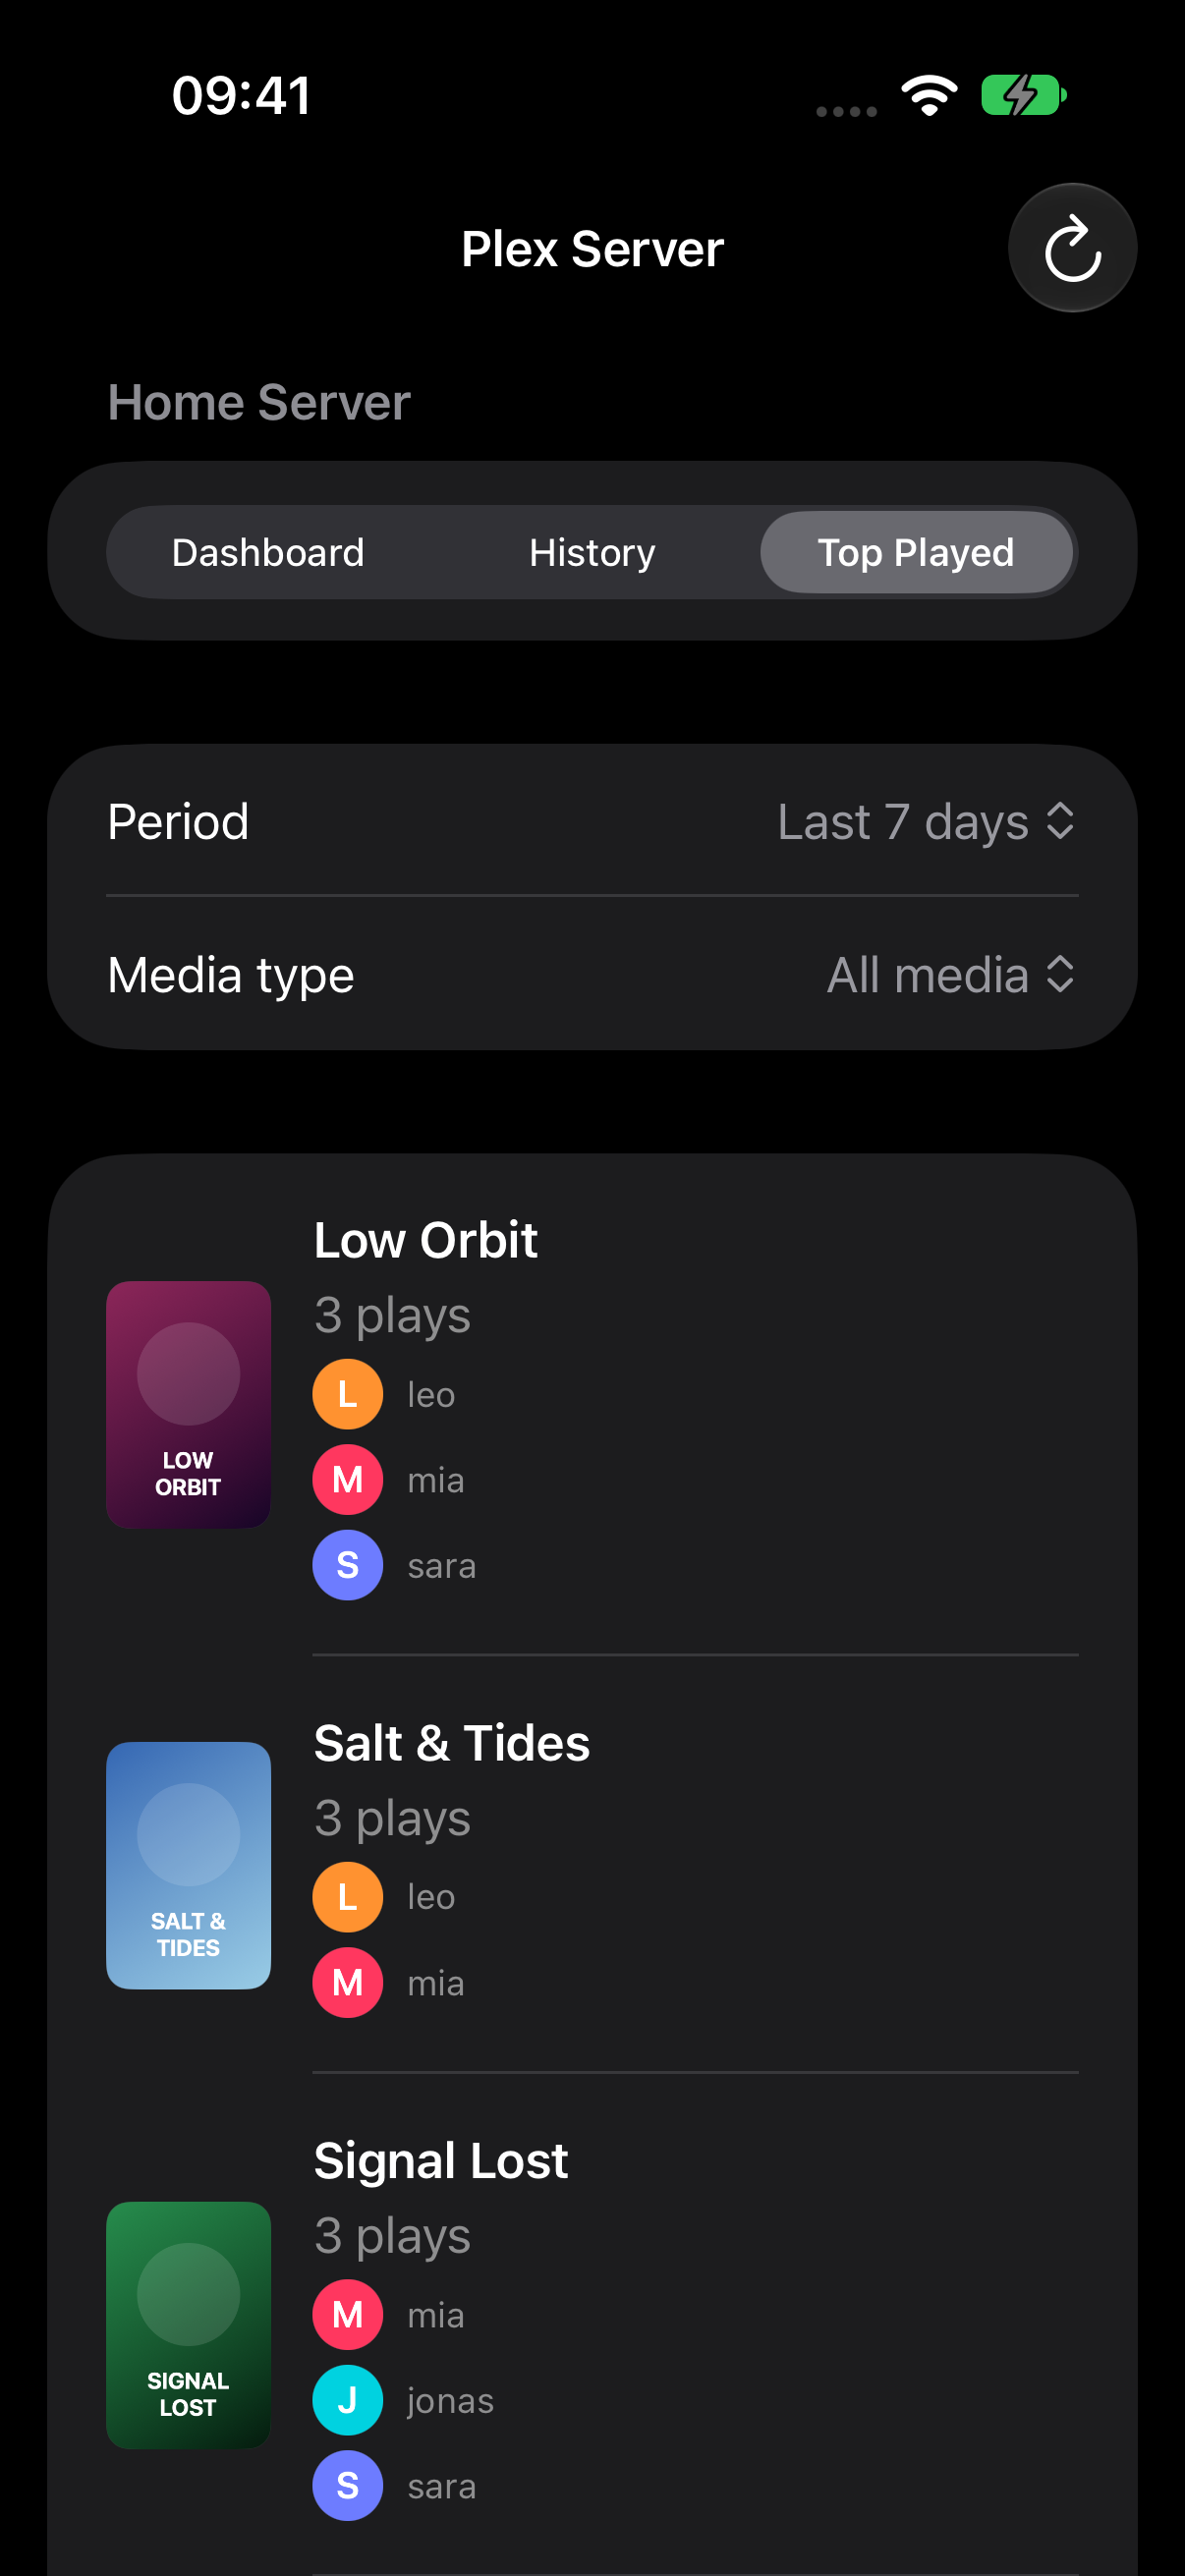 09:41
Plex Server
Home Server
Dashboard History Top Played
Period Last 7 days
Media type All media
Low Orbit
3 plays
L leo
M mia
S sara
LOW
ORBIT
Salt & Tides
3 plays
L leo
M mia
SALT &
TIDES
Signal Lost
3 plays
M mia
J jonas
S sara
SIGNAL
LOST